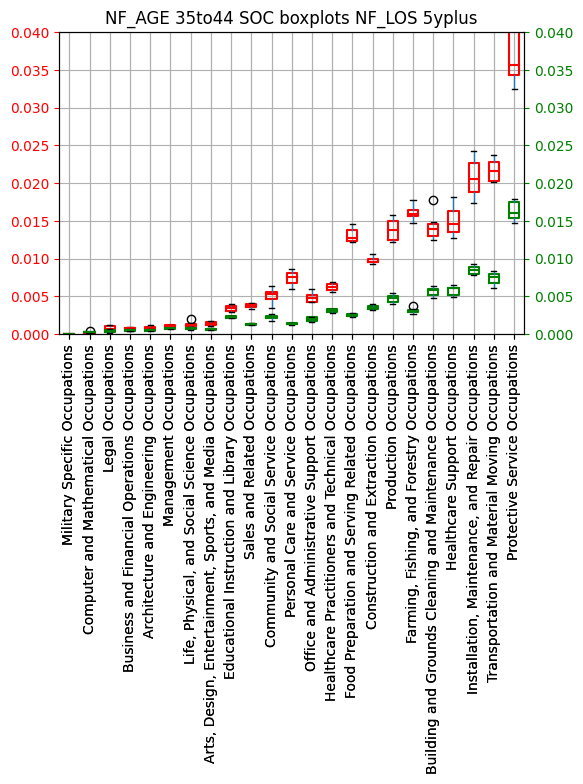 NF_AGE 35to44 SOC boxplots NF_LOS 5yplus
0.040
0.035
0.030
0.025
0.020
0.015
0.010
0.005
0.000
0.040
0.035
0.030
0.025
0.020
0.015
0.010
0.005
0.000
Military Specific Occupations
Computer and Mathematical Occupations
Legal Occupations
Business and Financial Operations Occupations
Architecture and Engineering Occupations
Management Occupations
Life, Physical, and Social Science Occupations
Arts, Design, Entertainment, Sports, and Media Occupations
Educational Instruction and Library Occupations
Sales and Related Occupations
Community and Social Service Occupations
Personal Care and Service Occupations
Office and Administrative Support Occupations
Healthcare Practitioners and Technical Occupations
Food Preparation and Serving Related Occupations
Construction and Extraction Occupations
Production Occupations
Farming, Fishing, and Forestry Occupations
Building and Grounds Cleaning and Maintenance Occupations
Healthcare Support Occupations
Installation, Maintenance, and Repair Occupations
Transportation and Material Moving Occupations
Protective Service Occupations